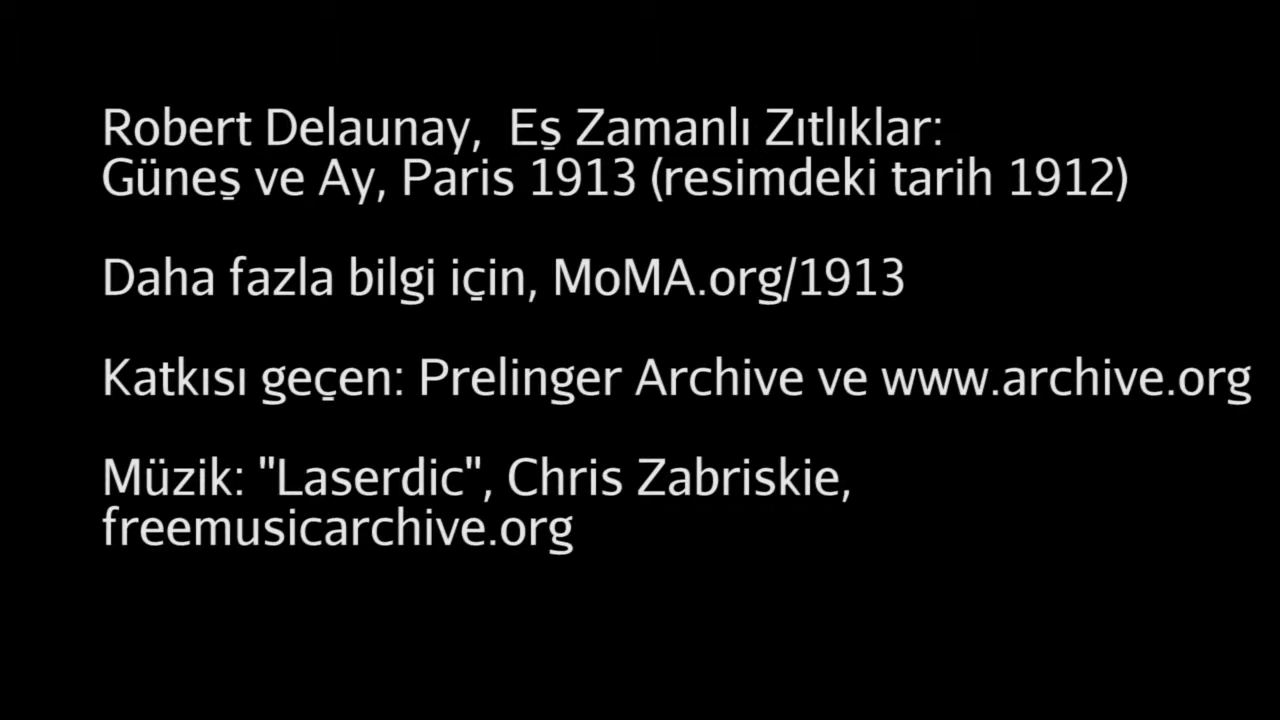 Robert Delaunay,  Eş Zamanlı Zıtlıklar:
Güneş ve Ay, Paris 1913 (resimdeki tarih 1912)
Daha fazla bilgi için, MoMA.org/1913
Katkısı geçen: Prelinger Archive ve www.archive.org
Müzik: "Laserdic", Chris Zabriskie,
freemusicarchive.org